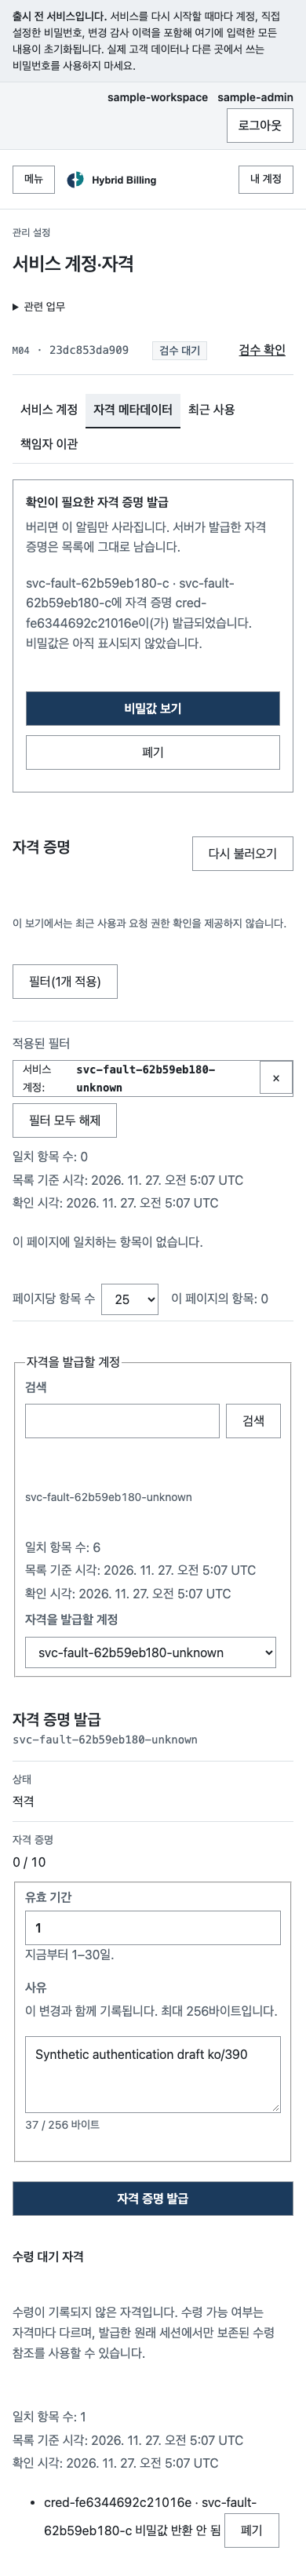 출시 전 서비스입니다. 서비스를 다시 시작할 때마다 계정, 직접
설정한 비밀번호, 변경 감사 이력을 포함해 여기에 입력한 모든
내용이 초기화됩니다. 실제 고객 데이터나 다른 곳에서 쓰는
비밀번호를 사용하지 마세요.
sample-workspace sample-admin
로그아웃
메뉴 Hybrid Billing 내 계정
관리 설정
서비스 계정·자격
▶ 관련 업무
M04 · 23dc853da909 검수 대기 검수 확인
서비스 계정 자격 메타데이터 최근 사용
책임자 이관
확인이 필요한 자격 증명 발급
버리면 이 알림만 사라집니다. 서버가 발급한 자격
증명은 목록에 그대로 남습니다.
svc-fault-62b59eb180-c · svc-fault-
62b59eb180-c에 자격 증명 cred-
fe6344692c21016e이(가) 발급되었습니다.
비밀값은 아직 표시되지 않았습니다.
비밀값 보기
폐기
자격 증명 다시 불러오기
이 보기에서는 최근 사용과 요청 권한 확인을 제공하지 않습니다.
필터(1개 적용)
적용된 필터
서비스 계정: svc-fault-62b59eb180-unknown ×
필터 모두 해제
일치 항목 수: 0
목록 기준 시각: 2026. 11. 27. 오전 5:07 UTC
확인 시각: 2026. 11. 27. 오전 5:07 UTC
이 페이지에 일치하는 항목이 없습니다.
페이지당 항목 수 25 이 페이지의 항목: 0
자격을 발급할 계정
검색
검색
svc-fault-62b59eb180-unknown
일치 항목 수: 6
목록 기준 시각: 2026. 11. 27. 오전 5:07 UTC
확인 시각: 2026. 11. 27. 오전 5:07 UTC
자격을 발급할 계정
svc-fault-62b59eb180-unknown
자격 증명 발급
svc-fault-62b59eb180-unknown
상태
적격
자격 증명
0 / 10
유효 기간
1
지금부터 1–30일.
사유
이 변경과 함께 기록됩니다. 최대 256바이트입니다.
Synthetic authentication draft ko/390
37 / 256 바이트
자격 증명 발급
수령 대기 자격
수령이 기록되지 않은 자격입니다. 수령 가능 여부는
자격마다 다르며, 발급한 원래 세션에서만 보존된 수령
참조를 사용할 수 있습니다.
일치 항목 수: 1
목록 기준 시각: 2026. 11. 27. 오전 5:07 UTC
확인 시각: 2026. 11. 27. 오전 5:07 UTC
• cred-fe6344692c21016e · svc-fault-
62b59eb180-c 비밀값 반환 안 됨 폐기